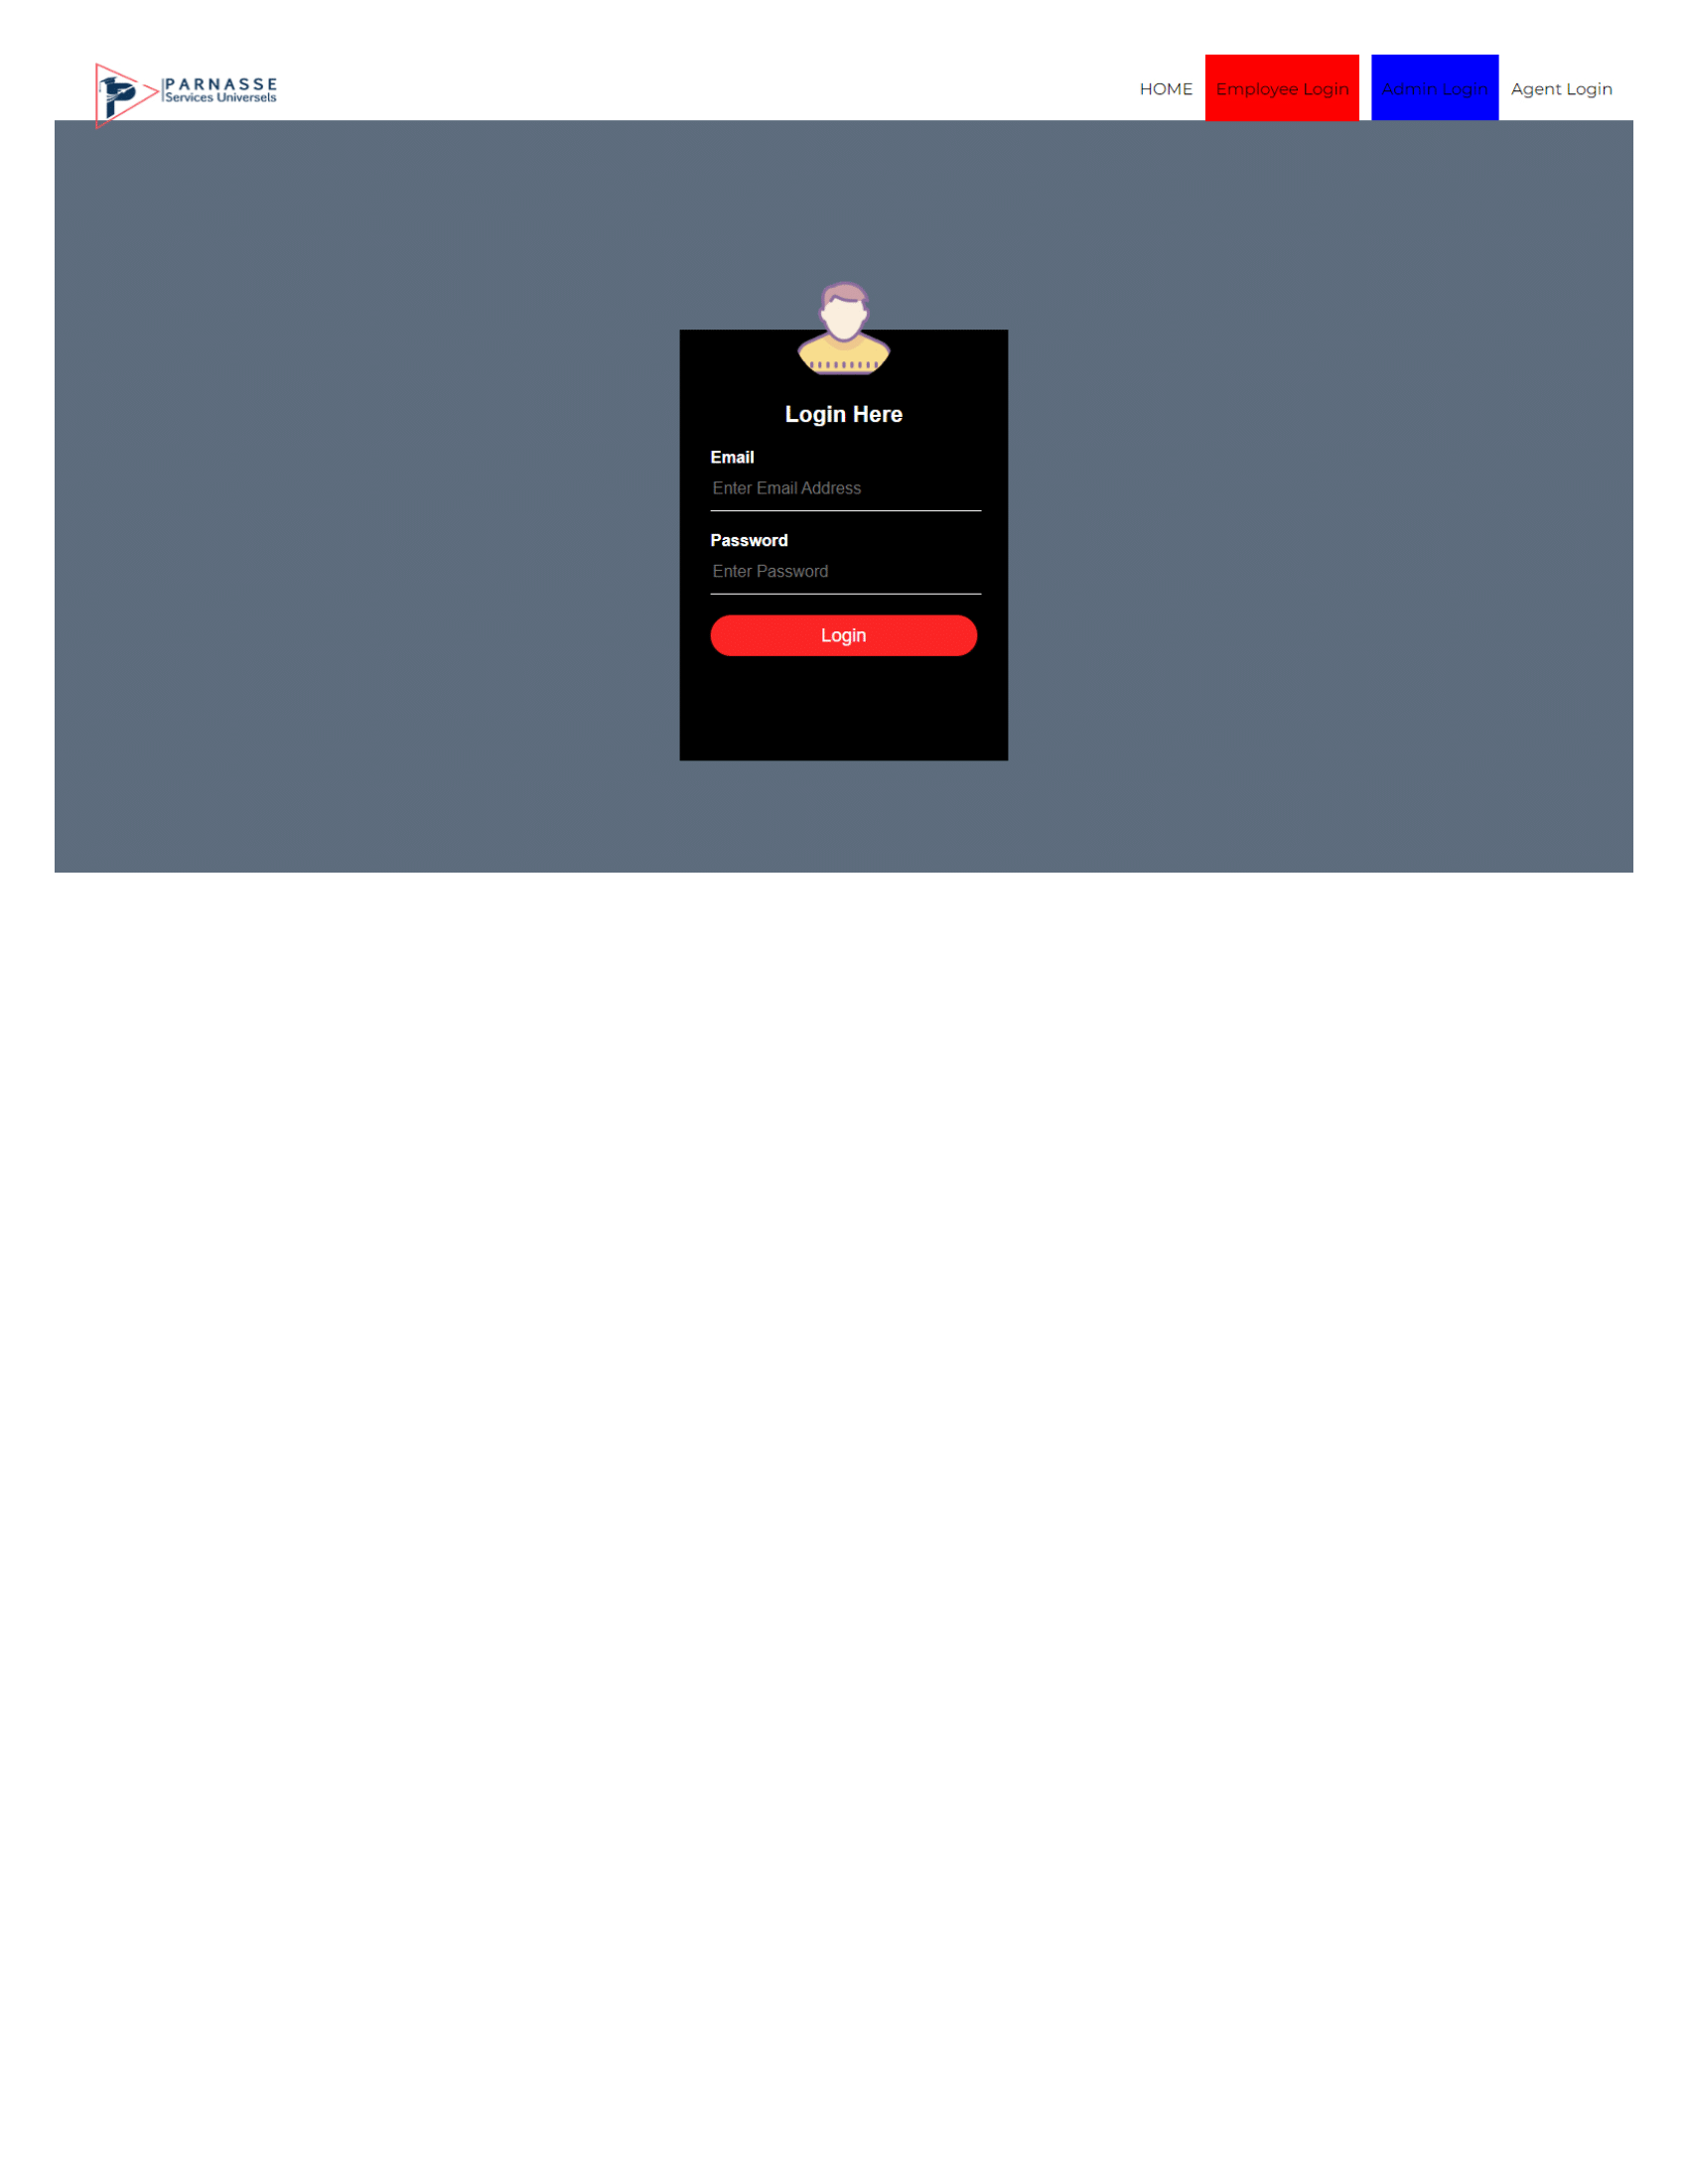 PARNASSE
Services Universels
HOME Employee Login Admin Login Agent Login
Login Here
Email
Enter Email Address
Password
Enter Password
Login